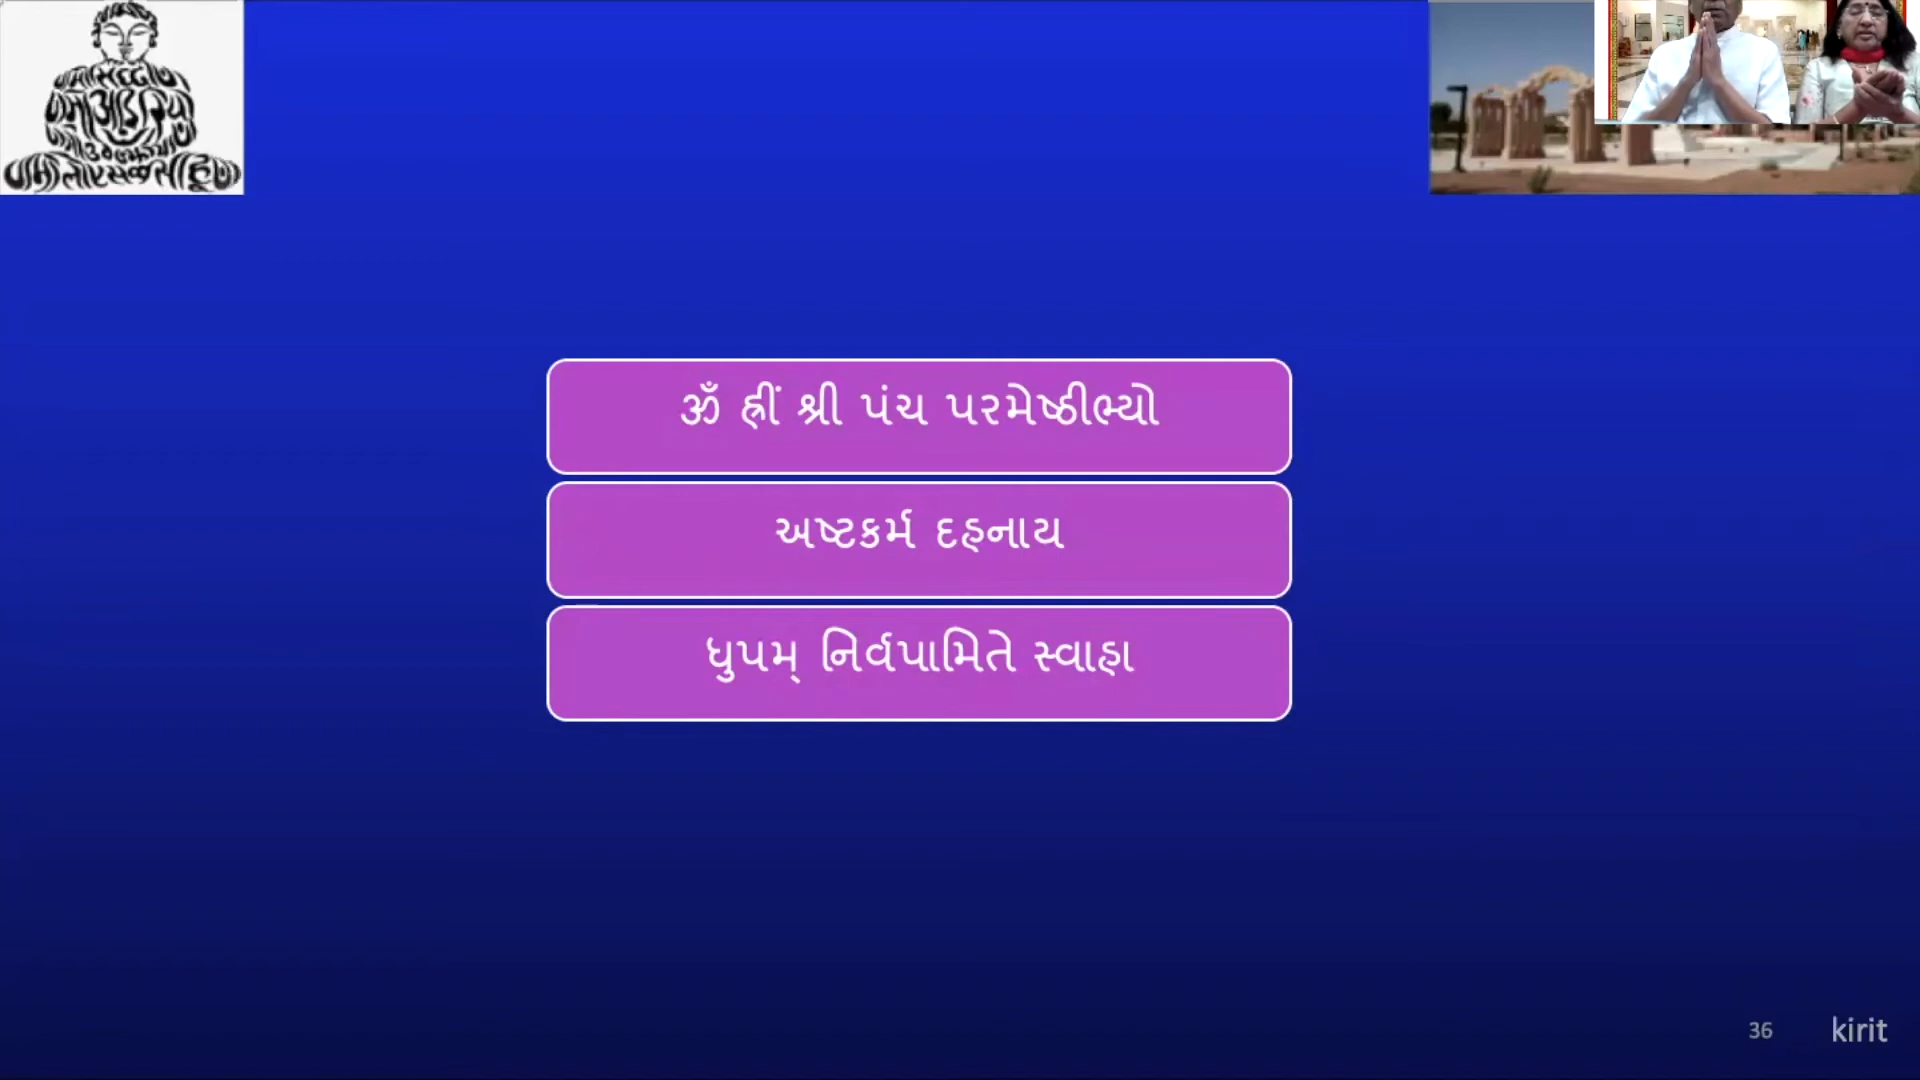 ૐ હ્રીં શ્રી પંચ પરમેષ્ઠીભ્યો
અષ્ટકર્મ દહનાય
ધુપમ્ નિર્વપામિતે સ્વાહા
36 kirit